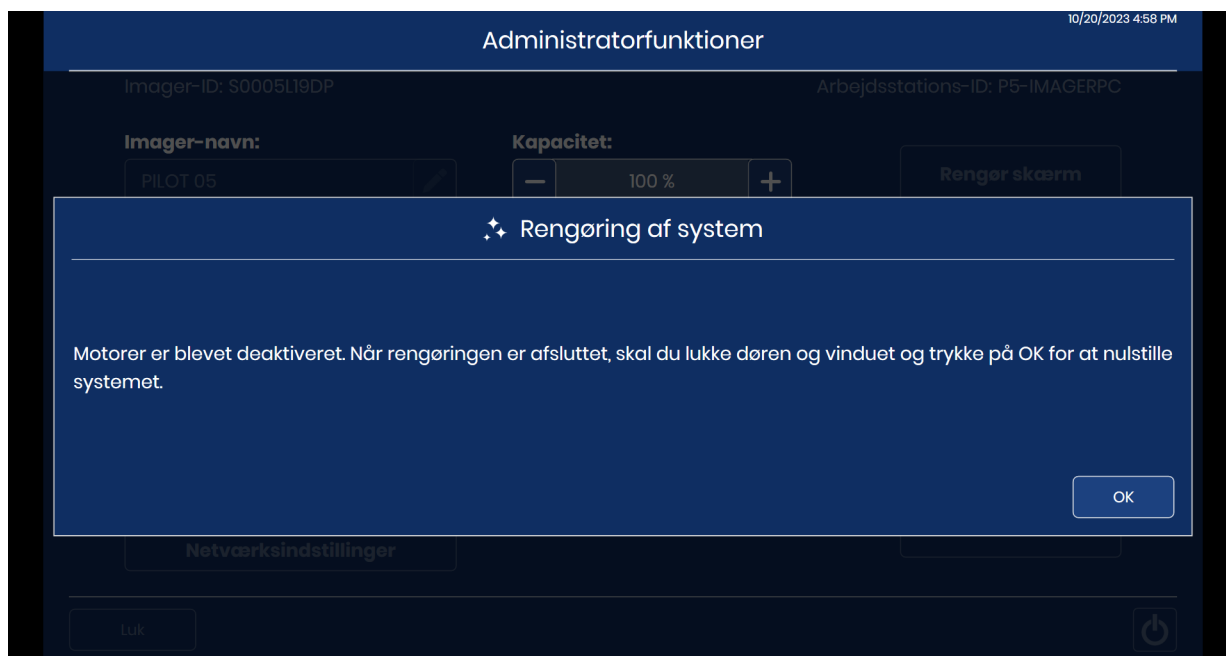 10/20/2023 4:58 PM
Administratorfunktioner
Imager-ID: S0005L19DP
Arbejdsstations-ID: P5-IMAGERPC
Imager-navn:
Kapacitet:
PILOT 05
100 %
Rengør skærm
Rengøring af system
Motorer er blevet deaktiveret. Når rengøringen er afsluttet, skal du lukke døren og vinduet og trykke på OK for at nulstille
systemet.
OK
Netværksindstillinger
Luk